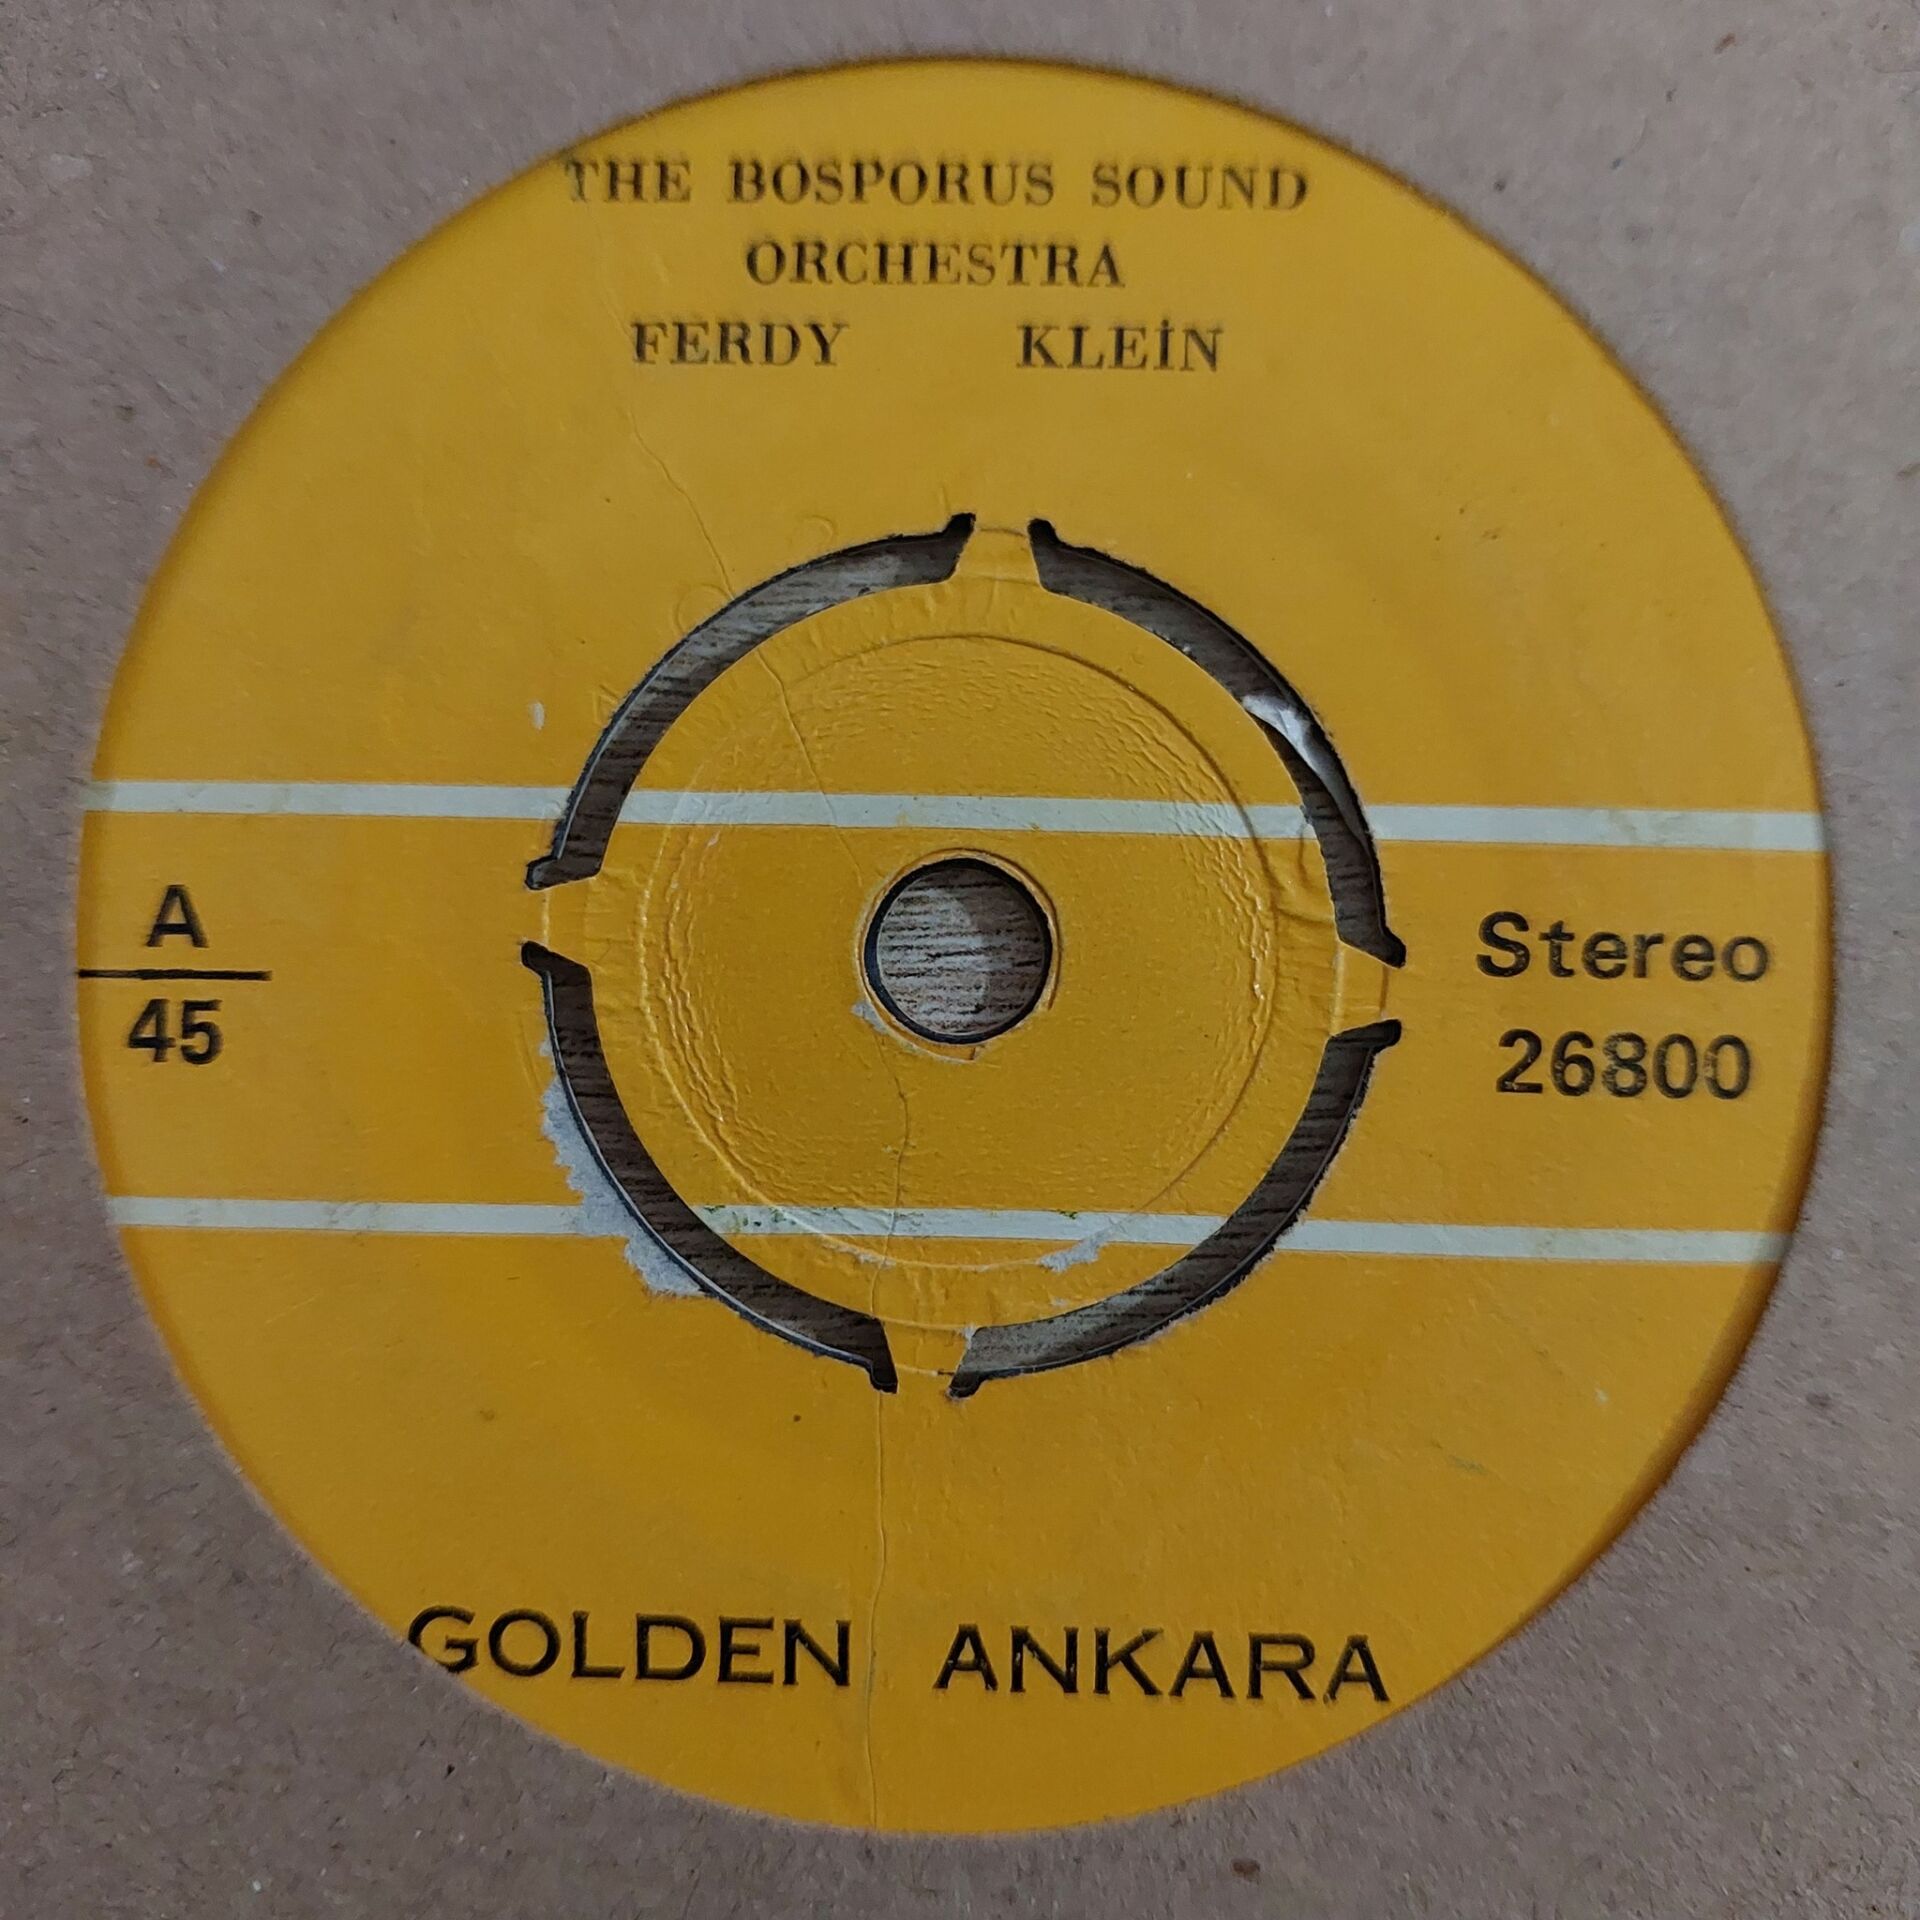 THE BOSPORUS SOUND
ORCHESTRA
FERDY KLEİN
A
45
Stereo
26800
GOLDEN ANKARA